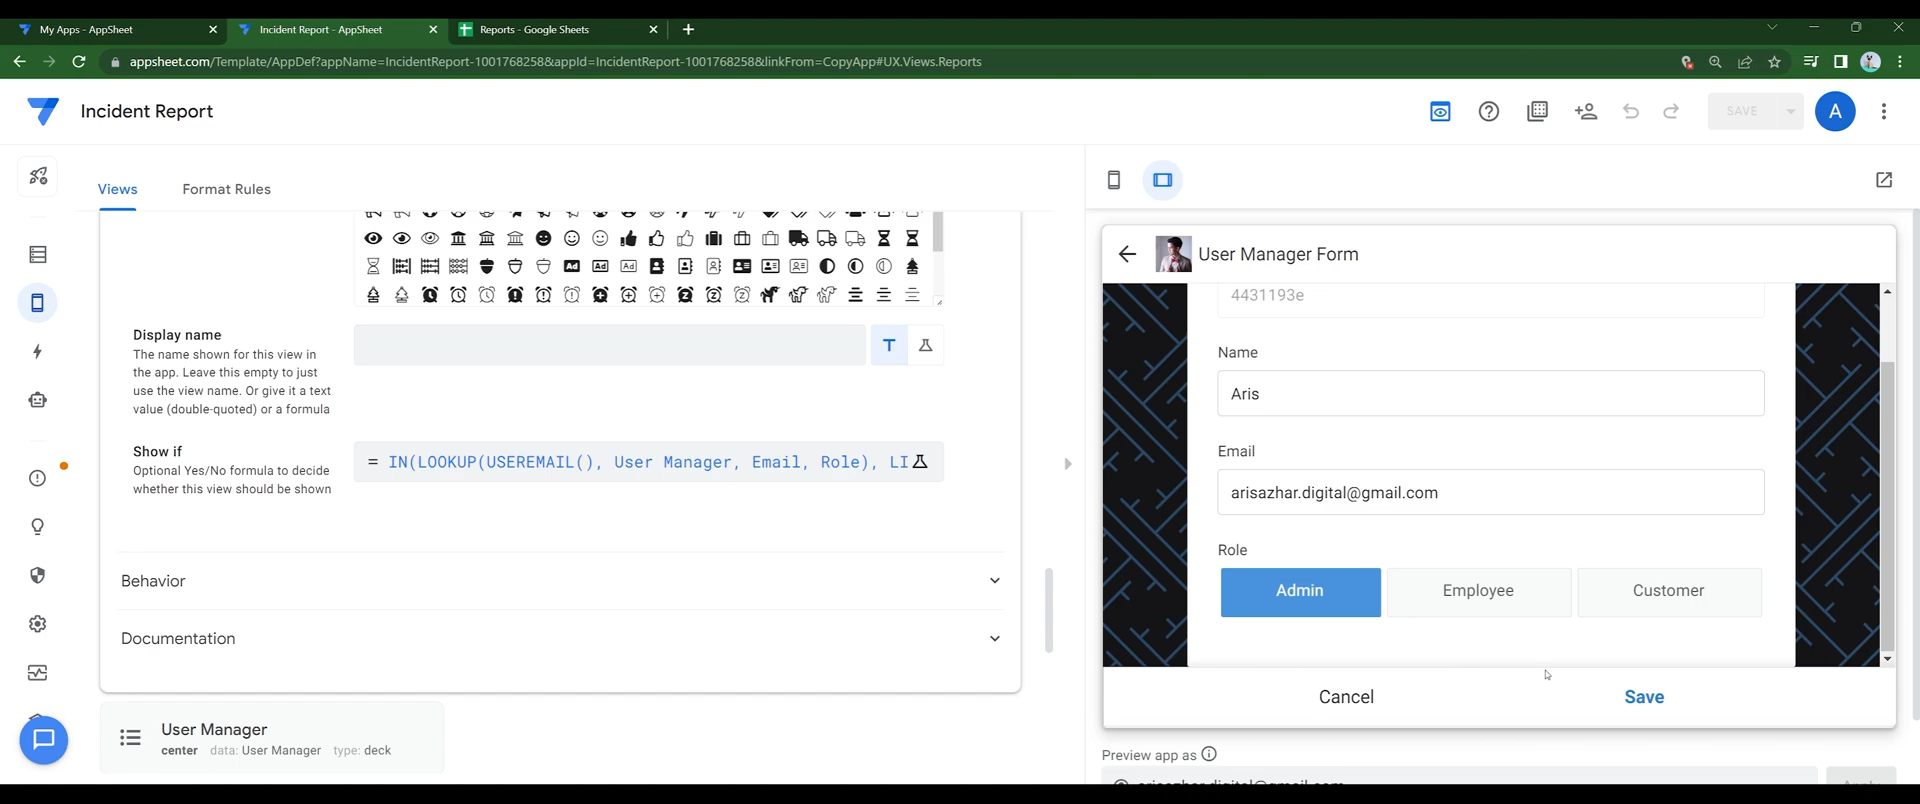 My Apps - AppSheet
Incident Report - AppSheet
Reports - Google Sheets
appsheet.com/Template/AppDef?appName=IncidentReport-1001768258&appId=IncidentReport-1001768258&linkFrom=CopyApp#UX.Views.Reports
Incident Report
SAVE
A
Views
Format Rules
Display name
The name shown for this view in
the app. Leave this empty to just
use the view name. Or give it a text
value (double-quoted) or a formula
Show if
Optional Yes/No formula to decide
whether this view should be shown
= IN(LOOKUP(USEREMAIL(), User Manager, Email, Role), LI
Behavior
Documentation
User Manager
center data: User Manager type: deck
User Manager Form
4431193e
Name
Aris
Email
arisazhar.digital@gmail.com
Role
Admin
Employee
Customer
Cancel
Save
Preview app as
arisazhar.digital@gmail.com